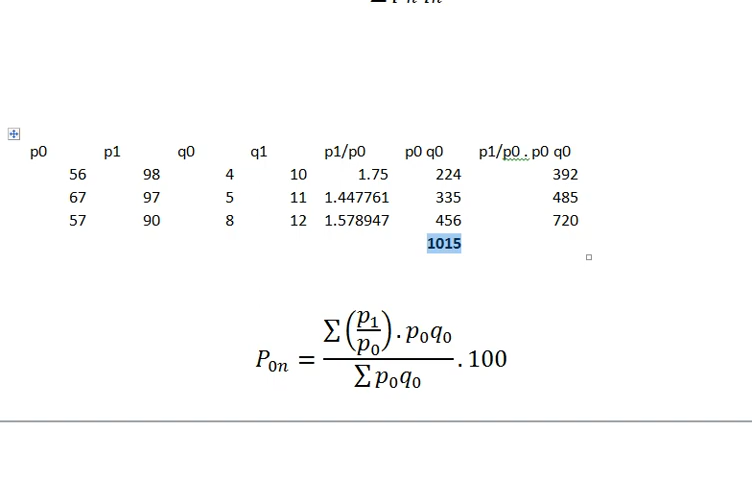 p0 p1 q0 q1 p1/p0 p0 q0 p1/p0 . p0 q0
56 98 4 10 1.75 224 392
67 97 5 11 1.447761 335 485
57 90 8 12 1.578947 456 720
1015
P₀ₙ = ∑(p₁/p₀) . p₀q₀ / ∑ p₀q₀ . 100